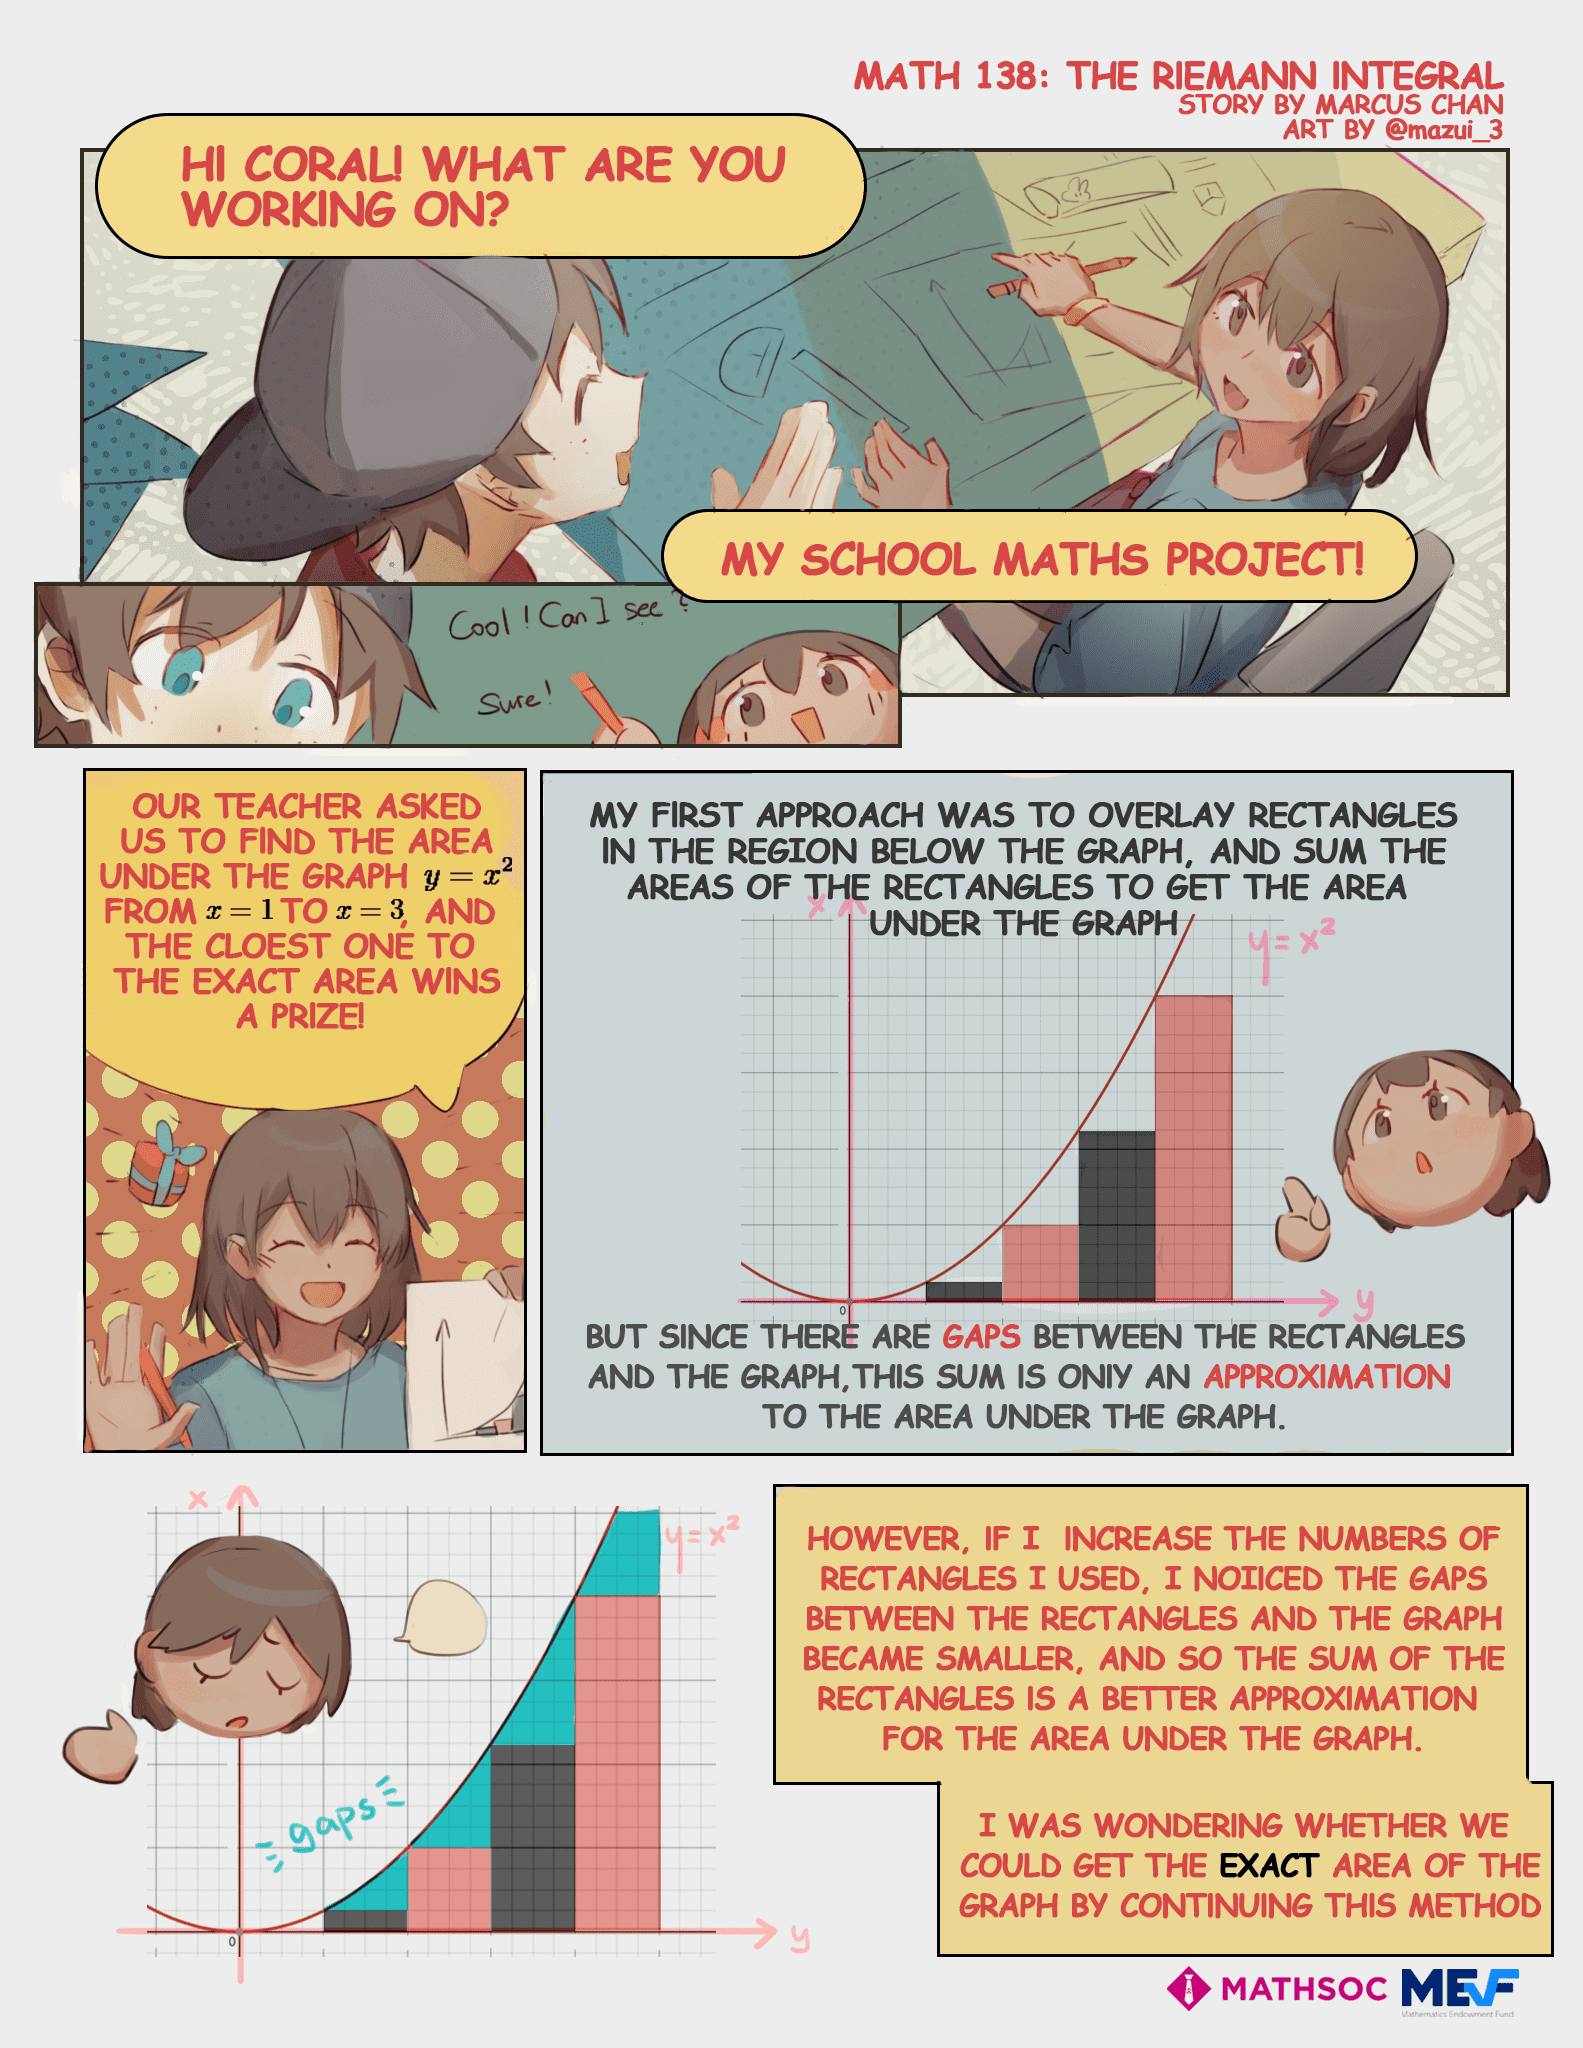 MATH 138: THE RIEMANN INTEGRAL
STORY BY MARCUS CHAN
ART BY @mazui_3
HI CORAL! WHAT ARE YOU
WORKING ON?
MY SCHOOL MATHS PROJECT!
Cool! Can I see?
Sure!
OUR TEACHER ASKED
US TO FIND THE AREA
UNDER THE GRAPH y = x²
FROM x = 1 TO x = 3, AND
THE CLOEST ONE TO
THE EXACT AREA WINS
A PRIZE!
MY FIRST APPROACH WAS TO OVERLAY RECTANGLES
IN THE REGION BELOW THE GRAPH, AND SUM THE
AREAS OF THE RECTANGLES TO GET THE AREA
UNDER THE GRAPH
x
y = x²
0
y
BUT SINCE THERE ARE GAPS BETWEEN THE RECTANGLES
AND THE GRAPH,THIS SUM IS ONlY AN APPROXIMATION
TO THE AREA UNDER THE GRAPH.
x
y = x²
gaps
0
y
HOWEVER, IF I INCREASE THE NUMBERS OF
RECTANGLES I USED, I NOIICED THE GAPS
BETWEEN THE RECTANGLES AND THE GRAPH
BECAME SMALLER, AND SO THE SUM OF THE
RECTANGLES IS A BETTER APPROXIMATION
FOR THE AREA UNDER THE GRAPH.
I WAS WONDERING WHETHER WE
COULD GET THE EXACT AREA OF THE
GRAPH BY CONTINUING THIS METHOD
MATHSOC
MEF
Mathematics Endowment Fund